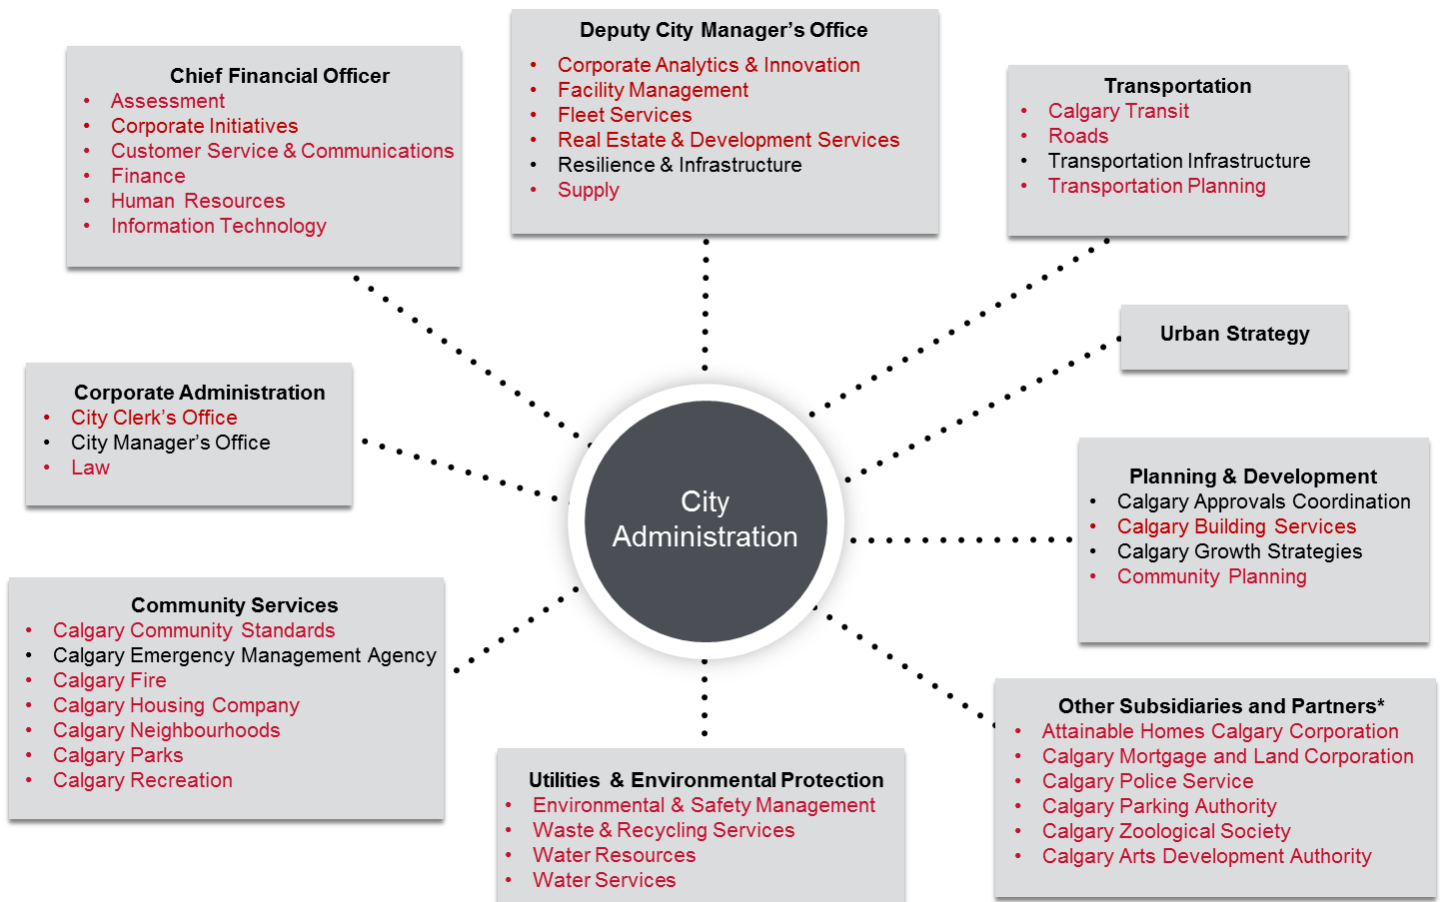 Deputy City Manager's Office
• Corporate Analytics & Innovation
• Facility Management
• Fleet Services
• Real Estate & Development Services
• Resilience & Infrastructure
• Supply
Chief Financial Officer
• Assessment
• Corporate Initiatives
• Customer Service & Communications
• Finance
• Human Resources
• Information Technology
Transportation
• Calgary Transit
• Roads
• Transportation Infrastructure
• Transportation Planning
Urban Strategy
Corporate Administration
• City Clerk's Office
• City Manager's Office
• Law
City
Administration
Planning & Development
• Calgary Approvals Coordination
• Calgary Building Services
• Calgary Growth Strategies
• Community Planning
Community Services
• Calgary Community Standards
• Calgary Emergency Management Agency
• Calgary Fire
• Calgary Housing Company
• Calgary Neighbourhoods
• Calgary Parks
• Calgary Recreation
Utilities & Environmental Protection
• Environmental & Safety Management
• Waste & Recycling Services
• Water Resources
• Water Services
Other Subsidiaries and Partners*
• Attainable Homes Calgary Corporation
• Calgary Mortgage and Land Corporation
• Calgary Police Service
• Calgary Parking Authority
• Calgary Zoological Society
• Calgary Arts Development Authority